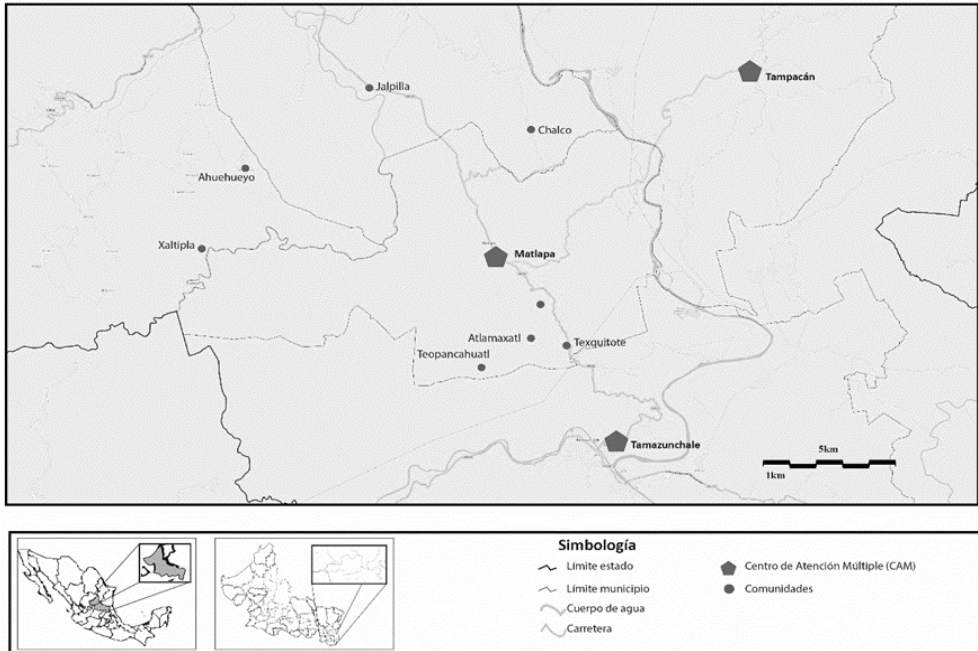 Tampacán
Jalpilla
Chalco
Ahuehueyo
Xaltipla
Matlapa
Atlamaxatl
Texquitote
Teopancahuatl
Tamazunchale
5km
1km
Simbología
Límite estado
Límite municipio
Cuerpo de agua
Carretera
Centro de Atención Múltiple (CAM)
Comunidades